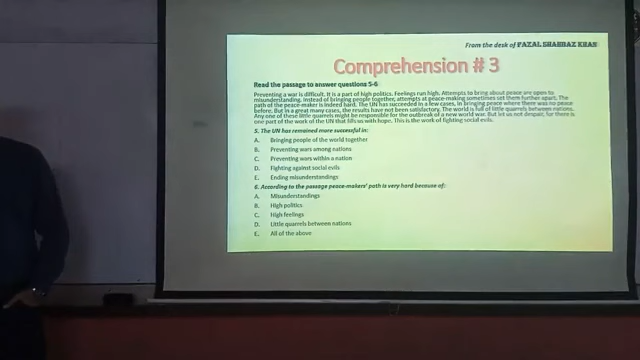 From the desk of FAZAL SHAHBAZ KHAN
Comprehension # 3
Read the passage to answer questions 5-6
Preventing a war is difficult. It is a part of high politics. Feelings run high. Attempts to bring about peace are open to
misunderstanding. Instead of bringing people together, attempts at peace-making sometimes set them further apart. The
path of the peace-maker is indeed hard. The UN has succeeded in a few cases, in bringing peace where there was no peace
before. But in a great many cases, the results have not been satisfactory. The world is full of little quarrels between nations.
Any one of these little quarrels might be responsible for the outbreak of a new world war. But let us not despair, for there is
one part of the work of the UN that fills us with hope. This is the work of fighting social evils.
5. The UN has remained more successful in:
A. Bringing people of the world together
B. Preventing wars among nations
C. Preventing wars within a nation
D. Fighting against social evils
E. Ending misunderstandings
6. According to the passage peace-makers' path is very hard because of:
A. Misunderstandings
B. High politics
C. High feelings
D. Little quarrels between nations
E. All of the above